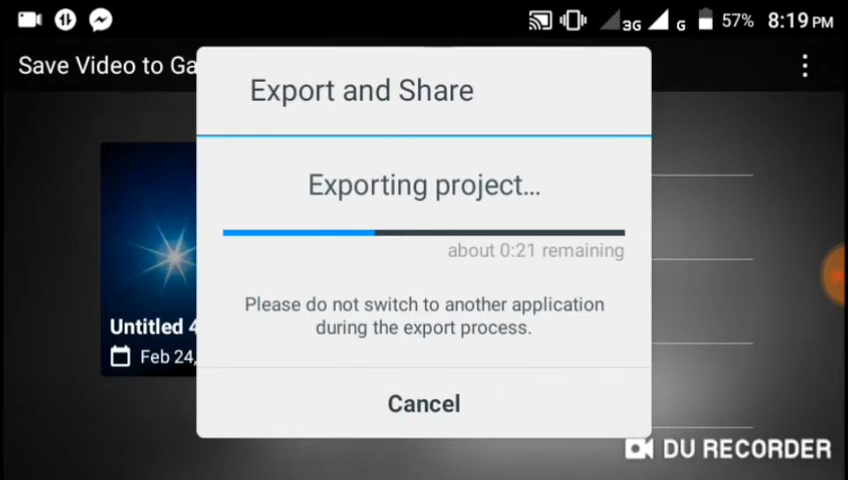 3G G 57% 8:19 PM
Save Video to Ga
Export and Share
Exporting project...
about 0:21 remaining
Please do not switch to another application
during the export process.
Untitled 4
Feb 24,
Cancel
DU RECORDER